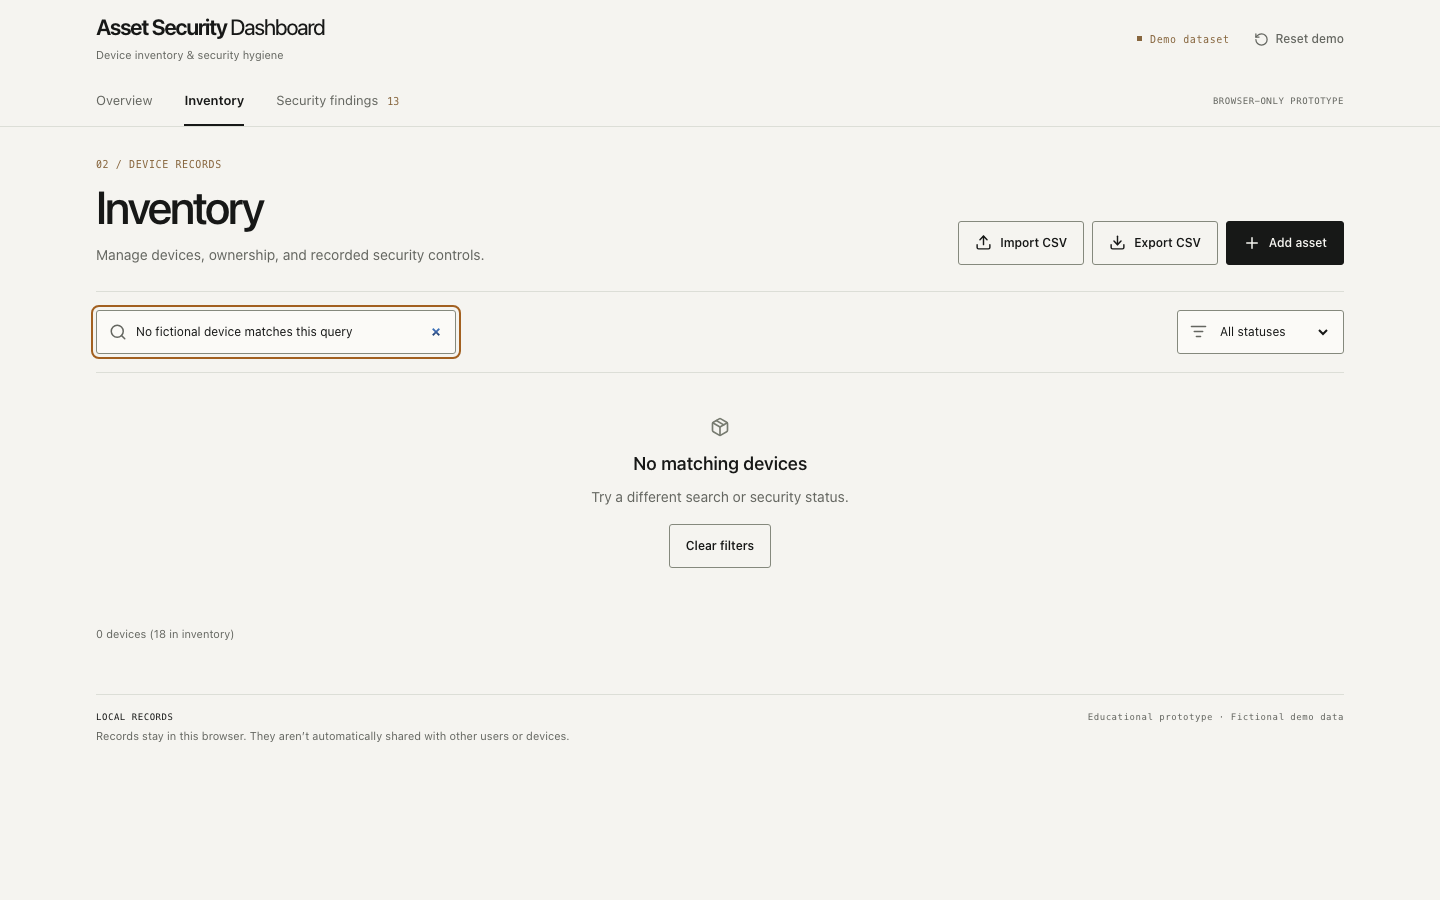 Asset Security Dashboard
Device inventory & security hygiene
Demo dataset
Reset demo
Overview
Inventory
Security findings 13
BROWSER-ONLY PROTOTYPE
02 / DEVICE RECORDS
Inventory
Manage devices, ownership, and recorded security controls.
Import CSV
Export CSV
Add asset
No fictional device matches this query
All statuses
No matching devices
Try a different search or security status.
Clear filters
0 devices (18 in inventory)
LOCAL RECORDS
Educational prototype · Fictional demo data
Records stay in this browser. They aren’t automatically shared with other users or devices.